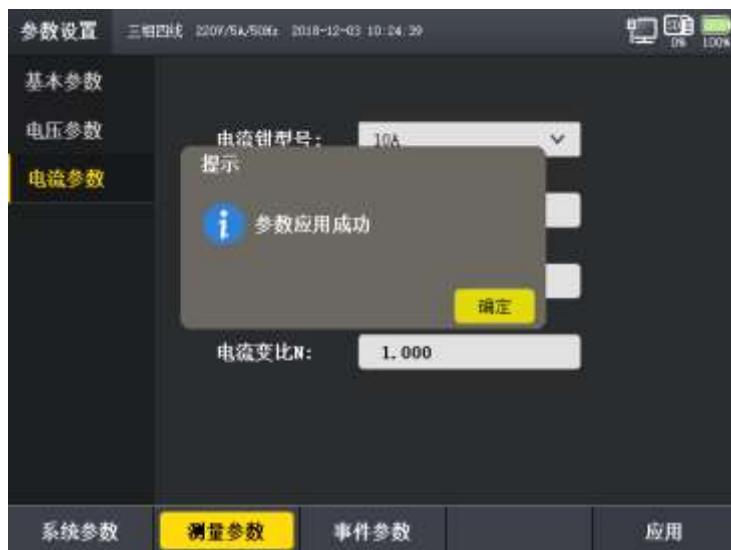 参数设置 三相四线 220V/5A/50Hz 2018-12-03 10:24:39 SD 0% 100%
基本参数
电压参数
电流参数
电流钳型号: 10A
提示
i 参数应用成功
确定
电流变比N: 1.000
系统参数 测量参数 事件参数 应用